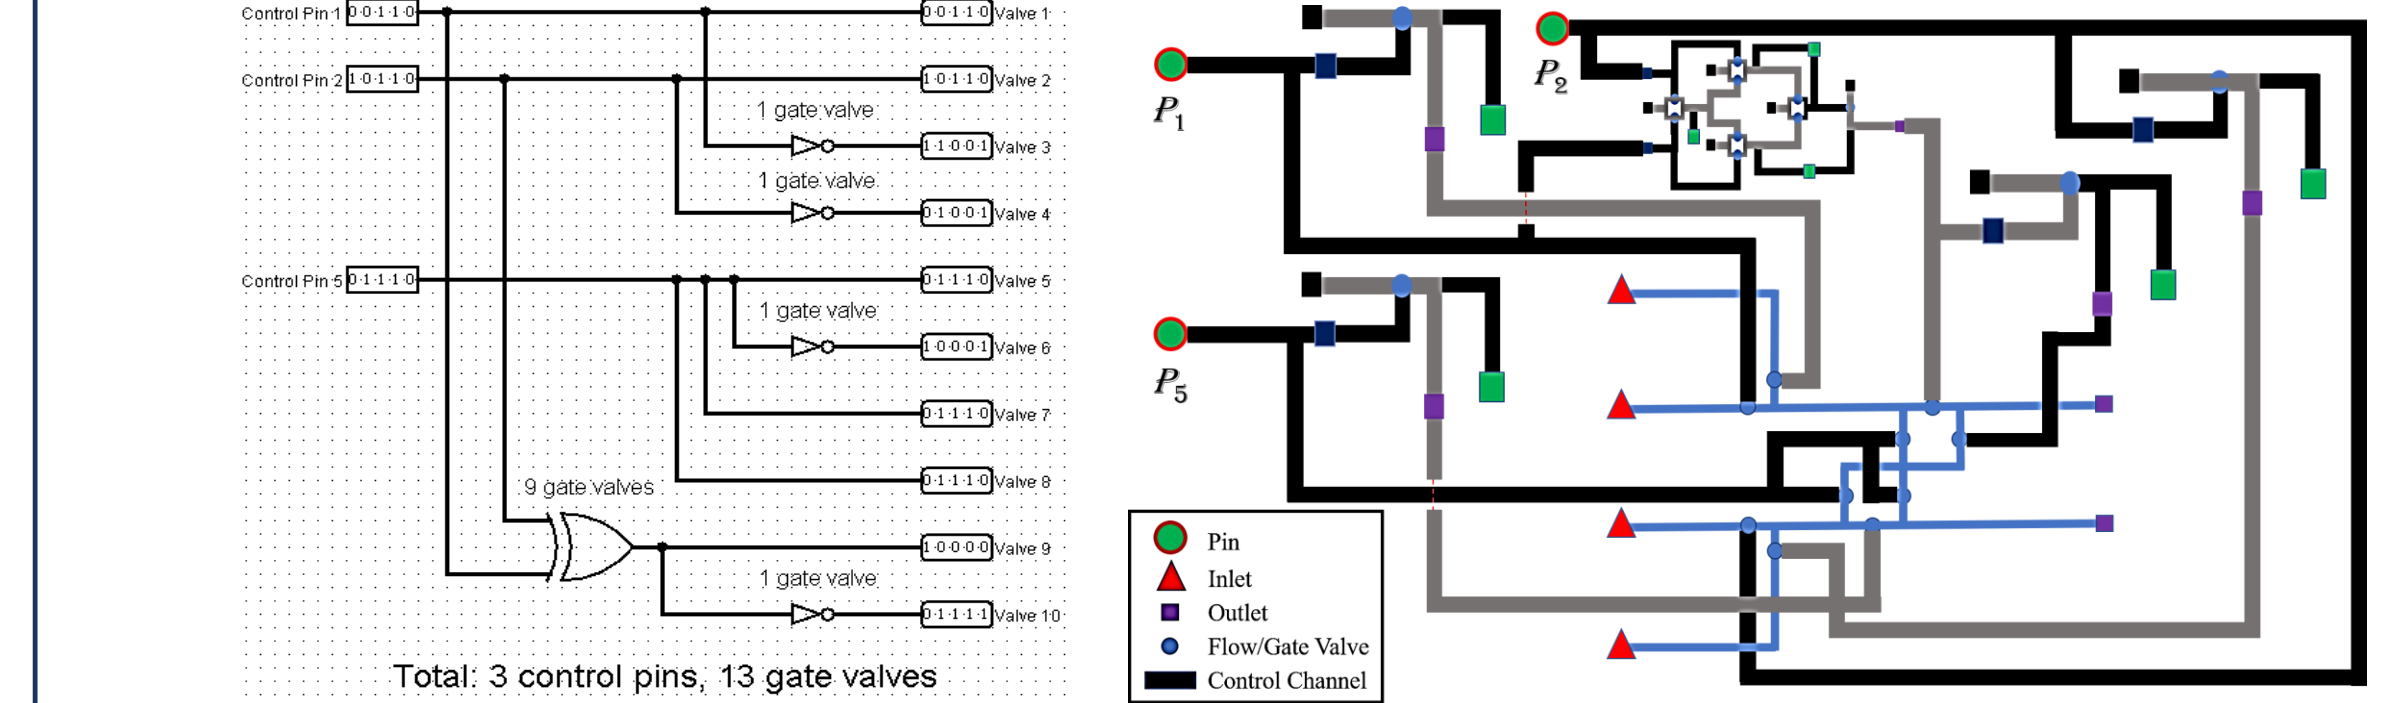 Control Pin 1 0·0·1·1·0 0·0·1·1·0 Valve 1
Control Pin 2 1·0·1·1·0 1·0·1·1·0 Valve 2
1 gate valve
1·1·0·0·1 Valve 3
1 gate valve
0·1·0·0·1 Valve 4
Control Pin 5 0·1·1·1·0 0·1·1·1·0 Valve 5
1 gate valve
1·0·0·0·1 Valve 6
0·1·1·1·0 Valve 7
0·1·1·1·0 Valve 8
9 gate valves
1·0·0·0·0 Valve 9
1 gate valve
0·1·1·1·1 Valve 10
Total: 3 control pins, 13 gate valves
P1
P2
P5
Pin
Inlet
Outlet
Flow/Gate Valve
Control Channel